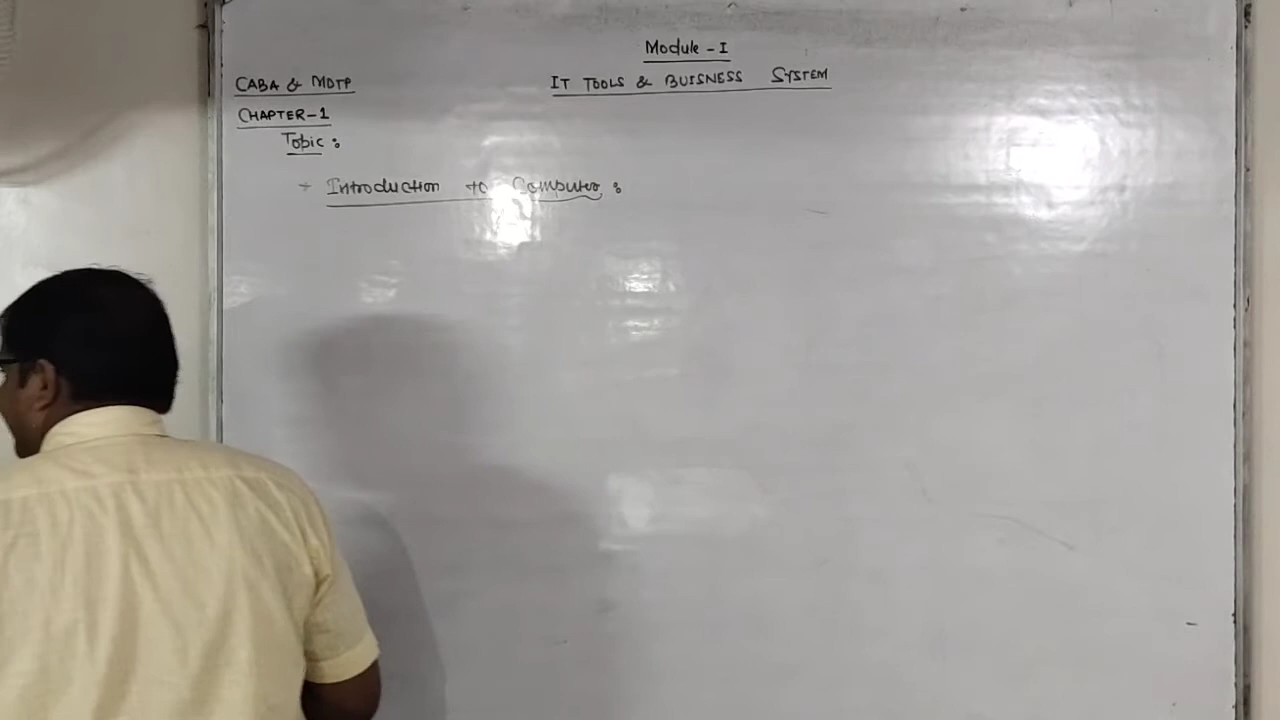 Module - I
CABA & MDTP
IT TOOLS & BUISNESS SYSTEM
CHAPTER-1
Topic :
+ Introduction to Computer :